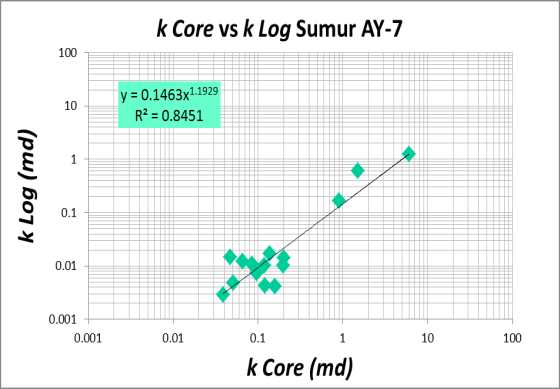 k Core vs k Log Sumur AY-7
y = 0.1463x^1.1929
R² = 0.8451
k Log (md)
100
10
1
0.1
0.01
0.001
0.001 0.01 0.1 1 10 100
k Core (md)